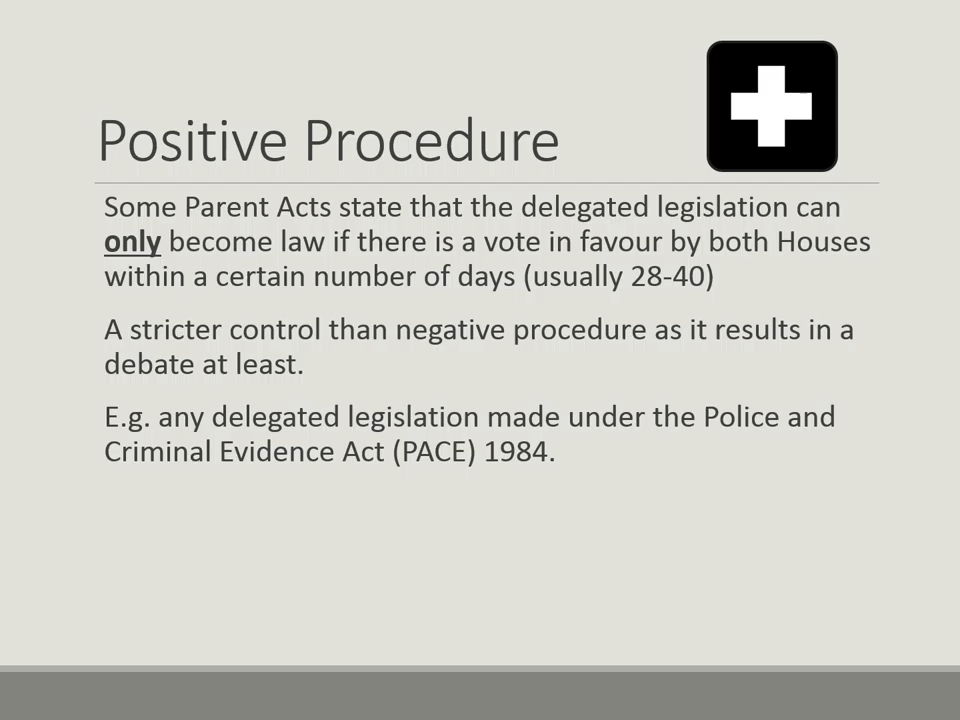 Positive Procedure
Some Parent Acts state that the delegated legislation can
only become law if there is a vote in favour by both Houses
within a certain number of days (usually 28-40)
A stricter control than negative procedure as it results in a
debate at least.
E.g. any delegated legislation made under the Police and
Criminal Evidence Act (PACE) 1984.